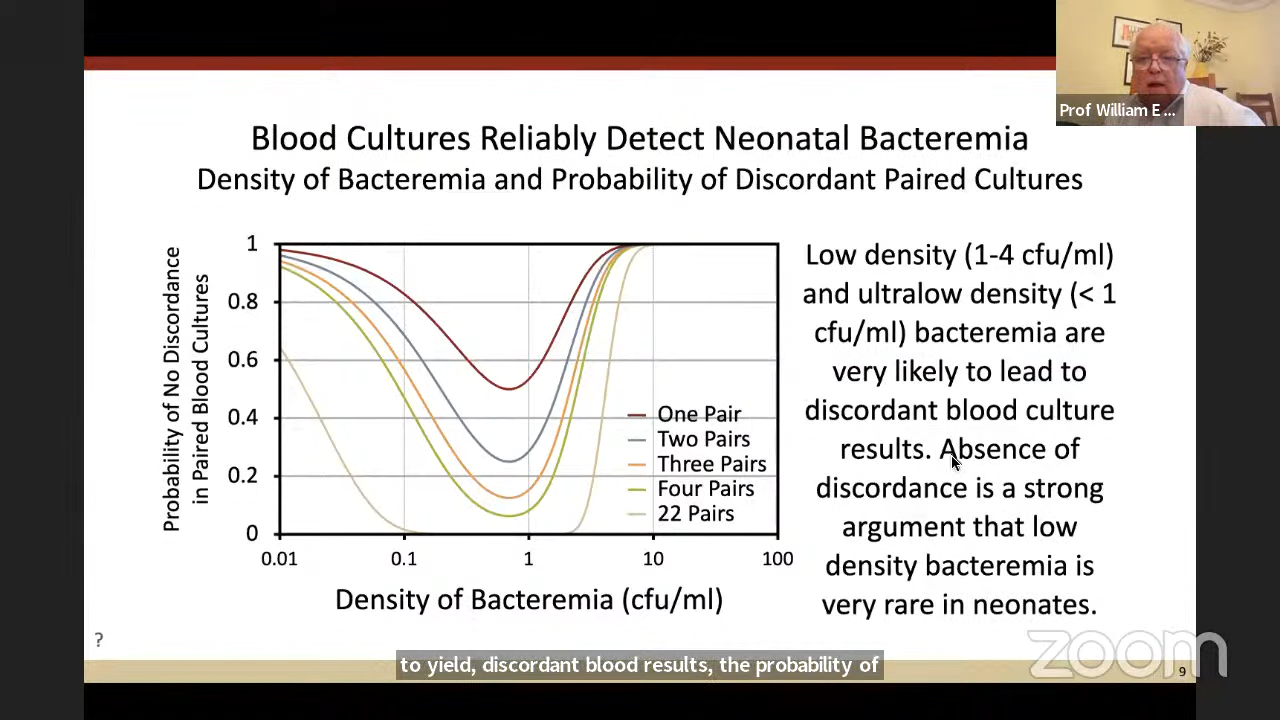 Prof William E ...
Blood Cultures Reliably Detect Neonatal Bacteremia
Density of Bacteremia and Probability of Discordant Paired Cultures
Probability of No Discordance
in Paired Blood Cultures
1
0.8
0.6
0.4
0.2
0
0.01
0.1
1
10
100
Density of Bacteremia (cfu/ml)
One Pair
Two Pairs
Three Pairs
Four Pairs
22 Pairs
Low density (1-4 cfu/ml)
and ultralow density (< 1
cfu/ml) bacteremia are
very likely to lead to
discordant blood culture
results. Absence of
discordance is a strong
argument that low
density bacteremia is
very rare in neonates.
?
zoom
9
to yield, discordant blood results, the probability of